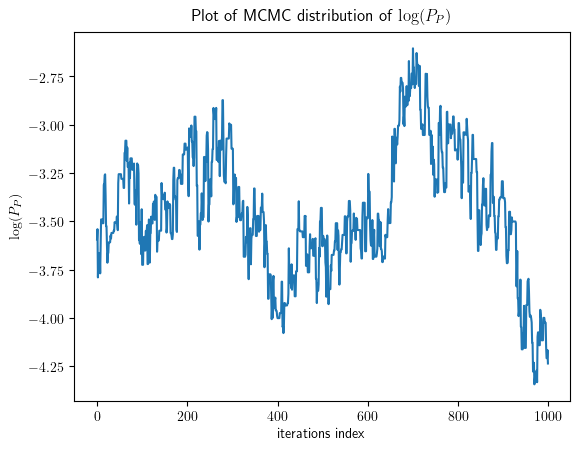 Plot of MCMC distribution of log(P_P)
log(P_P)
−2.75
−3.00
−3.25
−3.50
−3.75
−4.00
−4.25
0 200 400 600 800 1000
iterations index